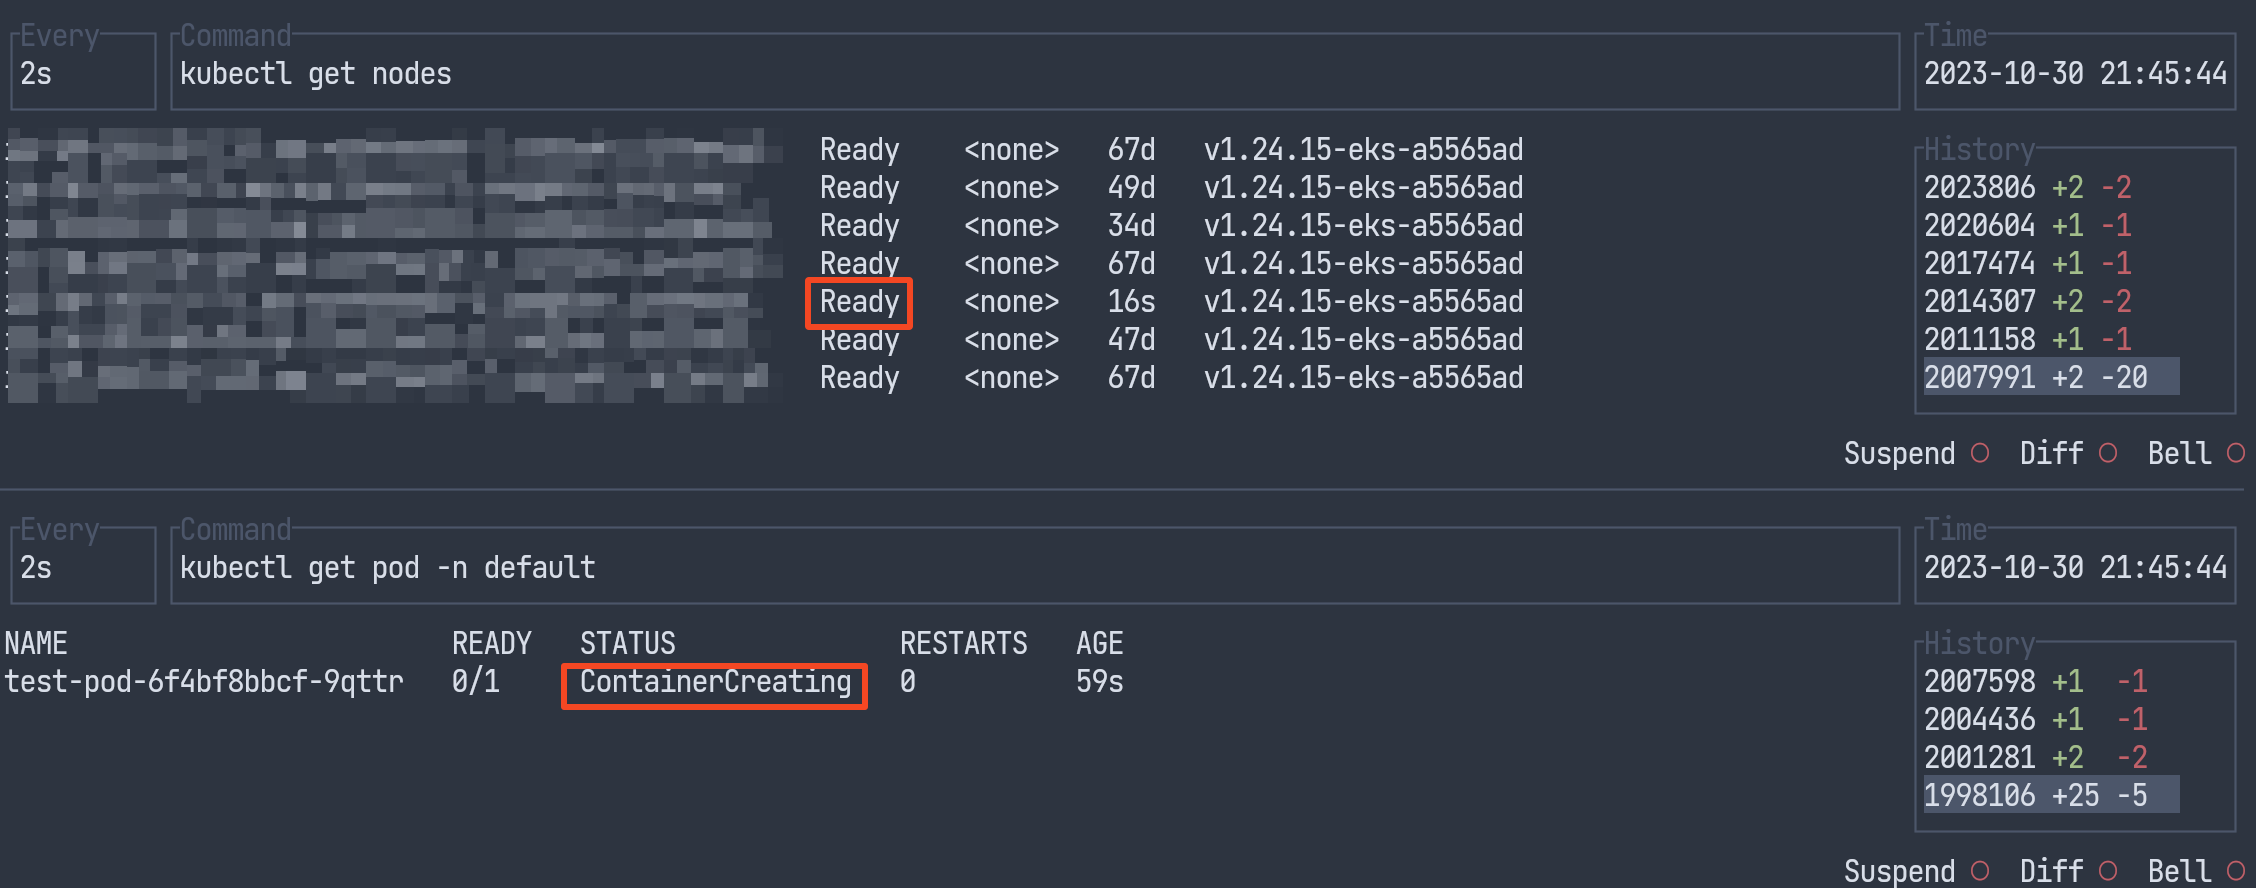 Every Command Time
2s kubectl get nodes 2023-10-30 21:45:44
Ready <none> 67d v1.24.15-eks-a5565ad History
Ready <none> 49d v1.24.15-eks-a5565ad 2023806 +2 -2
Ready <none> 34d v1.24.15-eks-a5565ad 2020604 +1 -1
Ready <none> 67d v1.24.15-eks-a5565ad 2017474 +1 -1
Ready <none> 16s v1.24.15-eks-a5565ad 2014307 +2 -2
Ready <none> 47d v1.24.15-eks-a5565ad 2011158 +1 -1
Ready <none> 67d v1.24.15-eks-a5565ad 2007991 +2 -20
Suspend Diff Bell
Every Command Time
2s kubectl get pod -n default 2023-10-30 21:45:44
NAME READY STATUS RESTARTS AGE History
test-pod-6f4bf8bbcf-9qttr 0/1 ContainerCreating 0 59s 2007598 +1 -1
2004436 +1 -1
2001281 +2 -2
1998106 +25 -5
Suspend Diff Bell